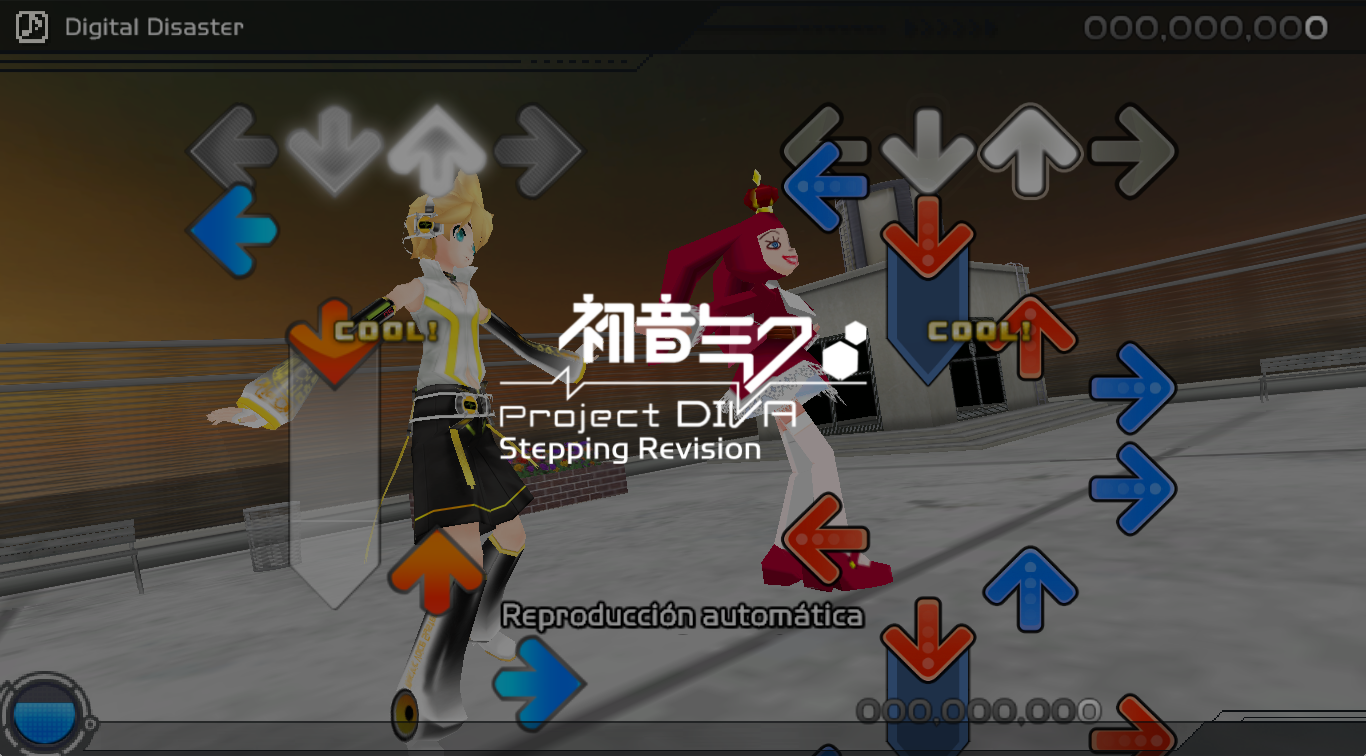 Digital Disaster
000,000,000
COOL!
COOL!
初音ミク
Project DIVA
Stepping Revision
Reproducción automática
000,000,000